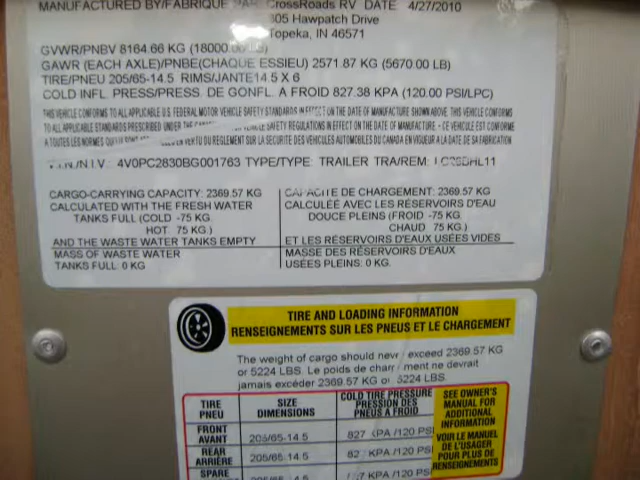 MANUFACTURED BY/FABRIQUE PAR CrossRoads RV DATE 4/27/2010
305 Hawpatch Drive
Topeka, IN 46571
GVWR/PNBV 8164.66 KG (18000.00 LB)
GAWR (EACH AXLE)/PNBE(CHAQUE ESSIEU) 2571.87 KG (5670.00 LB)
TIRE/PNEU 205/65-14.5 RIMS/JANTE14.5 X 6
COLD INFL. PRESS/PRESS. DE GONFL. A FROID 827.38 KPA (120.00 PSI/LPC)
THIS VEHICLE CONFORMS TO ALL APPLICABLE U.S. FEDERAL MOTOR VEHICLE SAFETY STANDARDS IN EFFECT ON THE DATE OF MANUFACTURE SHOWN ABOVE. THIS VEHICLE CONFORMS
TO ALL APPLICABLE STANDARDS PRESCRIBED UNDER THE VEHICLE SAFETY REGULATIONS IN EFFECT ON THE DATE OF MANUFACTURE. - CE VEHICULE EST CONFORME
A TOUTES LES NORMES EN VERTU DU REGLEMENT SUR LA SECURITE DES VEHICULES AUTOMOBILES DU CANADA EN VIGUEUR A LA DATE DE SA FABRICATION
V.I.N./N.I.V. 4V0PC2830BG001763 TYPE/TYPE: TRAILER TRA/REM:
CARGO-CARRYING CAPACITY: 2369.57 KG
CALCULATED WITH THE FRESH WATER
TANKS FULL (COLD -75 KG.
HOT 75 KG.)
AND THE WASTE WATER TANKS EMPTY
MASS OF WASTE WATER
TANKS FULL: 0 KG
CAPACITE DE CHARGEMENT: 2369.57 KG
CALCULÉE AVEC LES RÉSERVOIRS D'EAU
DOUCE PLEINS (FROID -75 KG
CHAUD 75 KG.)
ET LES RÉSERVOIRS D'EAUX USÉES VIDES
MASSE DES RÉSERVOIRS D'EAUX
USÉES PLEINS: 0 KG.
TIRE AND LOADING INFORMATION
RENSEIGNEMENTS SUR LES PNEUS ET LE CHARGEMENT
The weight of cargo should never exceed 2369.57 KG
or 5224 LBS. Le poids de chargement ne devrait
jamais excéder 2369.57 KG or 5224 LBS
TIRE SIZE COLD TIRE PRESSURE
PNEU DIMENSIONS PRESSION DES
PNEUS A FROID
FRONT
AVANT 205/65-14.5 827 KPA /120 PSI
REAR
ARRIÈRE 205/65-14.5 827 KPA /120 PSI
SPARE 205/65-14.5 827 KPA /120 PSI
SEE OWNER'S
MANUAL FOR
ADDITIONAL
INFORMATION
VOIR LE MANUEL
DE L'USAGER
POUR PLUS DE
RENSEIGNEMENTS